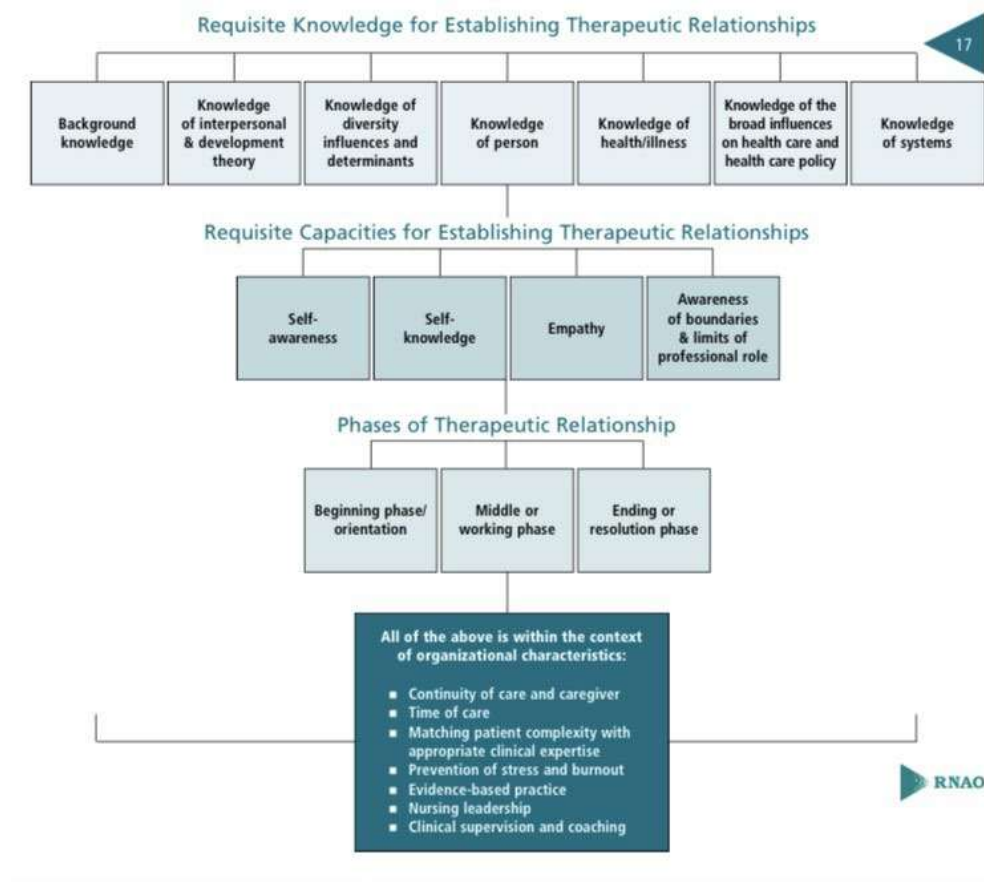 Requisite Knowledge for Establishing Therapeutic Relationships
17
Background
knowledge
Knowledge
of interpersonal
& development
theory
Knowledge of
diversity
influences and
determinants
Knowledge
of person
Knowledge of
health/illness
Knowledge of the
broad influences
on health care and
health care policy
Knowledge
of systems
Requisite Capacities for Establishing Therapeutic Relationships
Self-
awareness
Self-
knowledge
Empathy
Awareness
of boundaries
& limits of
professional role
Phases of Therapeutic Relationship
Beginning phase/
orientation
Middle or
working phase
Ending or
resolution phase
All of the above is within the context
of organizational characteristics:
■ Continuity of care and caregiver
■ Time of care
■ Matching patient complexity with
appropriate clinical expertise
■ Prevention of stress and burnout
■ Evidence-based practice
■ Nursing leadership
■ Clinical supervision and coaching
RNAO